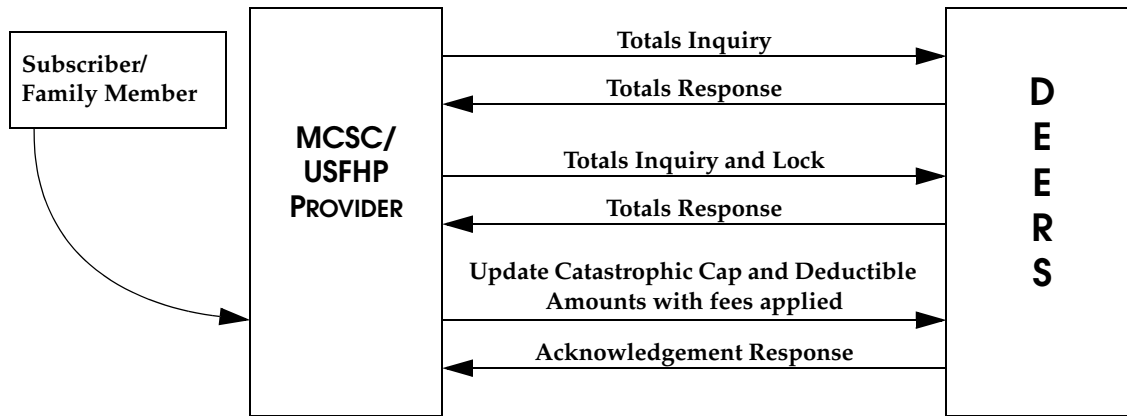 Subscriber/
Family Member
MCSC/
USFHP
PROVIDER
Totals Inquiry
Totals Response
Totals Inquiry and Lock
Totals Response
Update Catastrophic Cap and Deductible
Amounts with fees applied
Acknowledgement Response
D
E
E
R
S